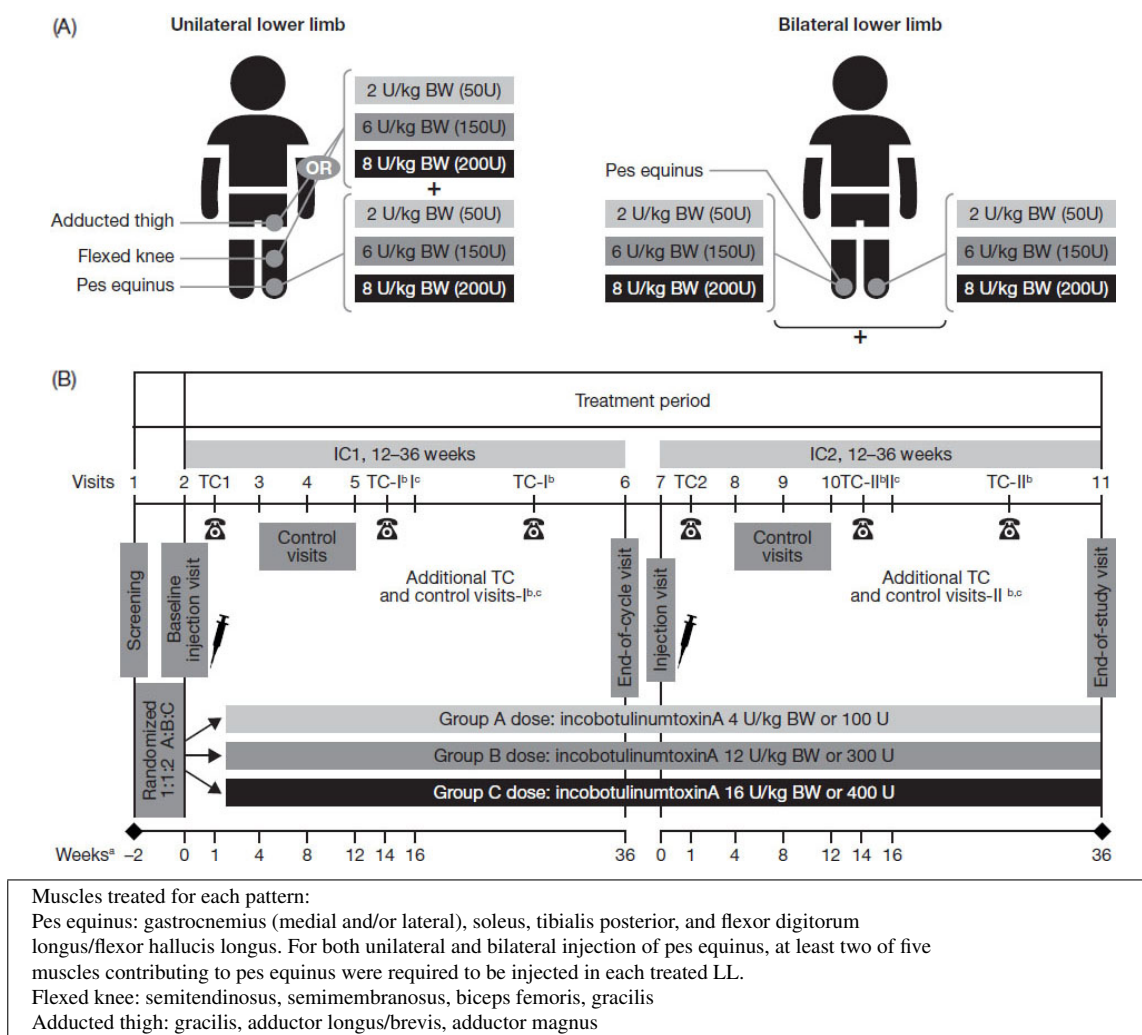 (A)
Unilateral lower limb
Bilateral lower limb
2 U/kg BW (50U)
6 U/kg BW (150U)
8 U/kg BW (200U)
OR
+
Adducted thigh
Flexed knee
Pes equinus
2 U/kg BW (50U)
6 U/kg BW (150U)
8 U/kg BW (200U)
Pes equinus
2 U/kg BW (50U)
6 U/kg BW (150U)
8 U/kg BW (200U)
2 U/kg BW (50U)
6 U/kg BW (150U)
8 U/kg BW (200U)
+
(B)
Treatment period
IC1, 12–36 weeks
IC2, 12–36 weeks
Visits 1 2 TC1 3 4 5 TC-Iᵇ Iᶜ TC-Iᵇ 6 7 TC2 8 9 10 TC-IIᵇ IIᶜ TC-IIᵇ 11
Screening
Baseline
injection visit
Control
visits
Additional TC
and control visits-Iᵇ,ᶜ
End-of-cycle visit
Injection visit
Control
visits
Additional TC
and control visits-II ᵇ,ᶜ
End-of-study visit
Randomized
1:1:2 A:B:C
Group A dose: incobotulinumtoxinA 4 U/kg BW or 100 U
Group B dose: incobotulinumtoxinA 12 U/kg BW or 300 U
Group C dose: incobotulinumtoxinA 16 U/kg BW or 400 U
Weeksᵃ –2 0 1 4 8 12 14 16 36 0 1 4 8 12 14 16 36
Muscles treated for each pattern:
Pes equinus: gastrocnemius (medial and/or lateral), soleus, tibialis posterior, and flexor digitorum
longus/flexor hallucis longus. For both unilateral and bilateral injection of pes equinus, at least two of five
muscles contributing to pes equinus were required to be injected in each treated LL.
Flexed knee: semitendinosus, semimembranosus, biceps femoris, gracilis
Adducted thigh: gracilis, adductor longus/brevis, adductor magnus